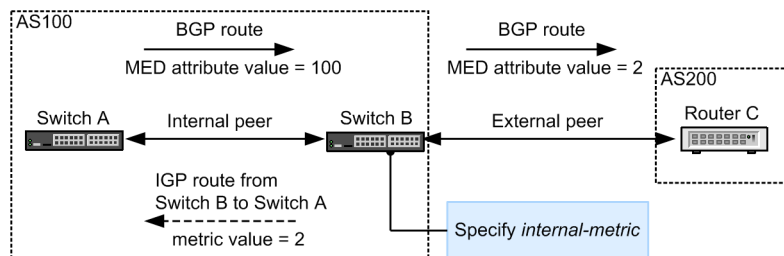 AS100
BGP route
MED attribute value = 100
BGP route
MED attribute value = 2
AS200
Switch A
Internal peer
Switch B
External peer
Router C
IGP route from
Switch B to Switch A
metric value = 2
Specify internal-metric